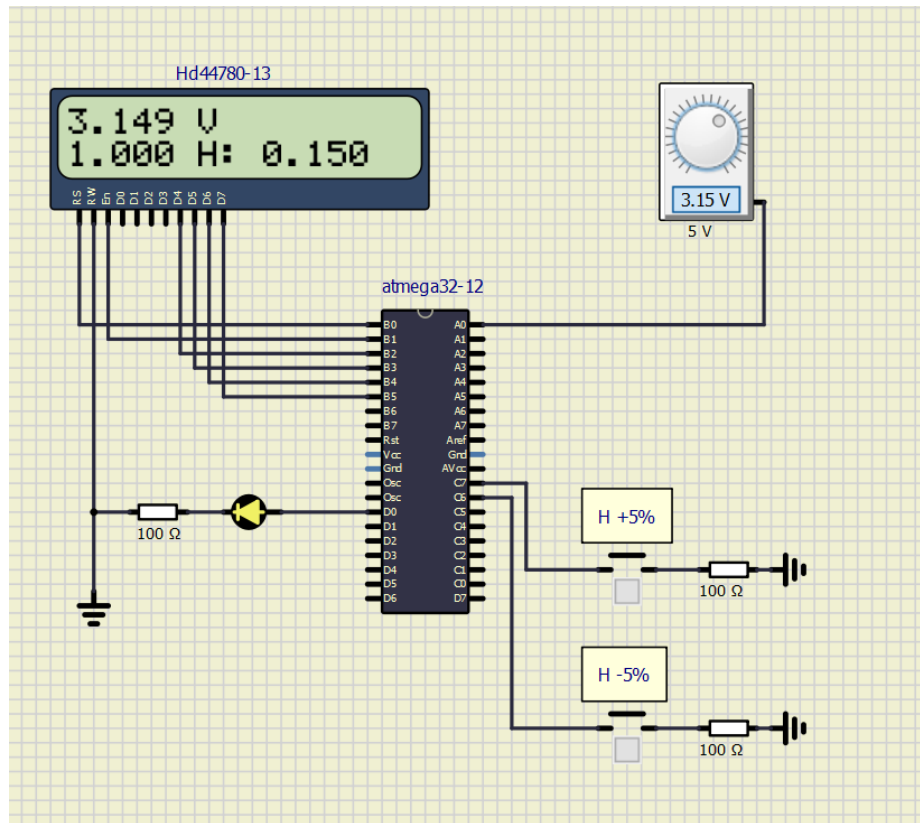 Hd44780-13
3.149 V
1.000 H: 0.150
RS RW En D0 D1 D2 D3 D4 D5 D6 D7
3.15 V
5 V
atmega32-12
B0 A0
B1 A1
B2 A2
B3 A3
B4 A4
B5 A5
B6 A6
B7 A7
Rst Aref
Vcc Gnd
Gnd AVcc
Osc C7
Osc C6
D0 C5
D1 C4
D2 C3
D3 C2
D4 C1
D5 C0
D6 D7
100 Ω
H +5%
100 Ω
H -5%
100 Ω